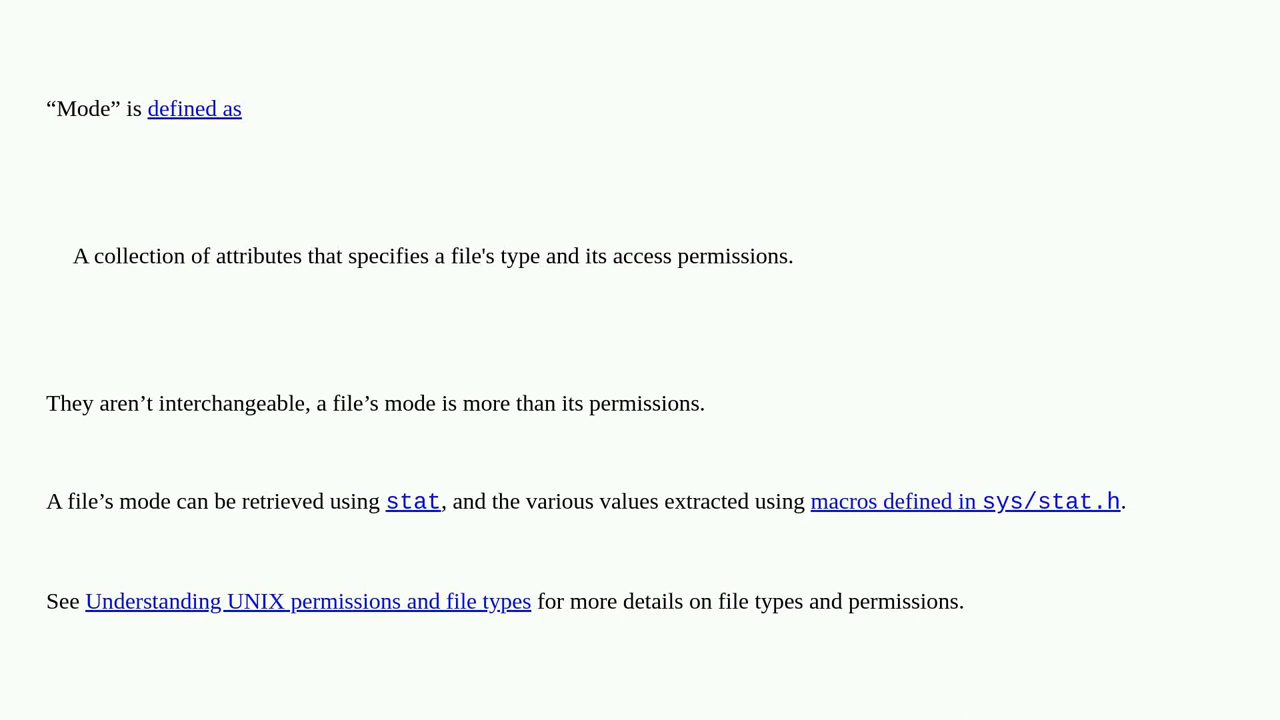 “Mode” is defined as
A collection of attributes that specifies a file's type and its access permissions.
They aren’t interchangeable, a file’s mode is more than its permissions.
A file’s mode can be retrieved using stat, and the various values extracted using macros defined in sys/stat.h.
See Understanding UNIX permissions and file types for more details on file types and permissions.